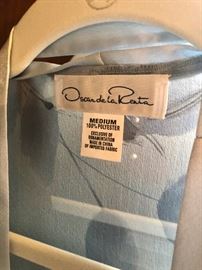 Oscar de la Renta
MEDIUM
100% POLYESTER
EXCLUSIVE OF
ORNAMENTATION
MADE IN CHINA
OF IMPORTED FABRIC